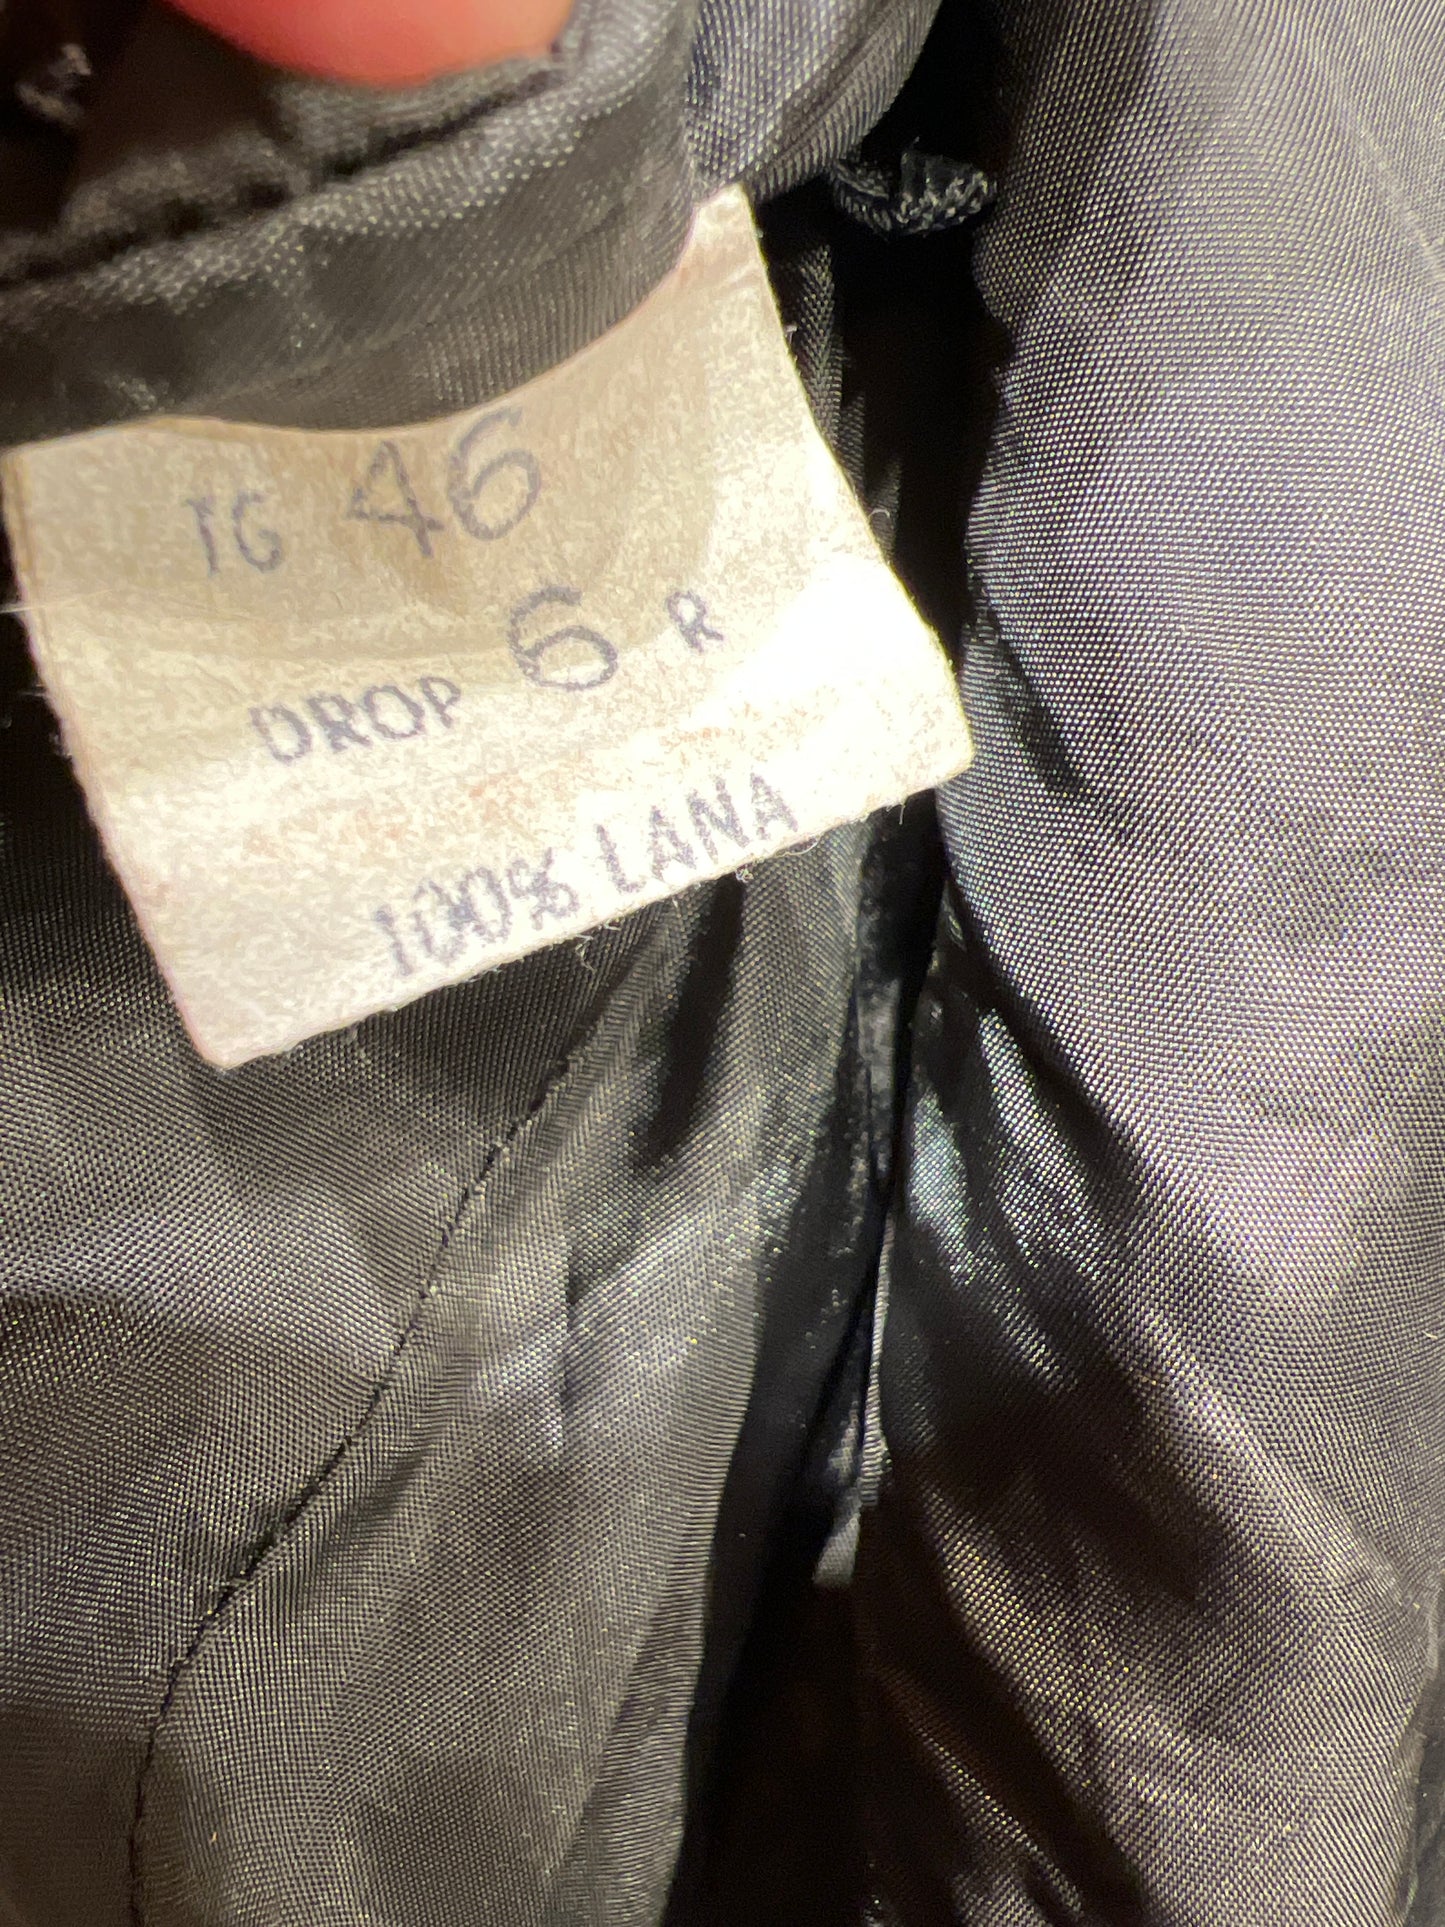 TG 46
DROP 6 R
100% LANA